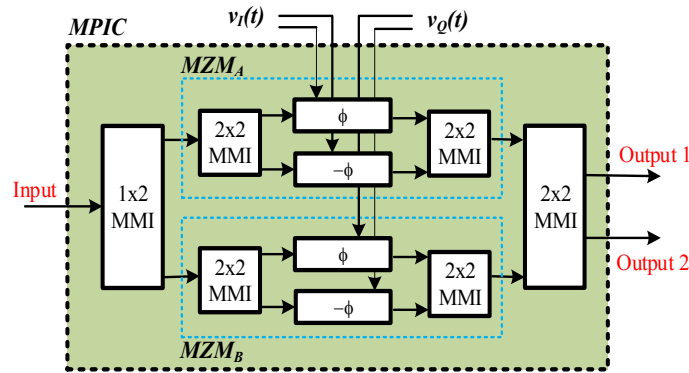 MPIC
v_I(t)
v_Q(t)
MZM_A
2x2
MMI
ϕ
−ϕ
2x2
MMI
Input
1x2
MMI
2x2
MMI
Output 1
Output 2
2x2
MMI
ϕ
−ϕ
2x2
MMI
MZM_B